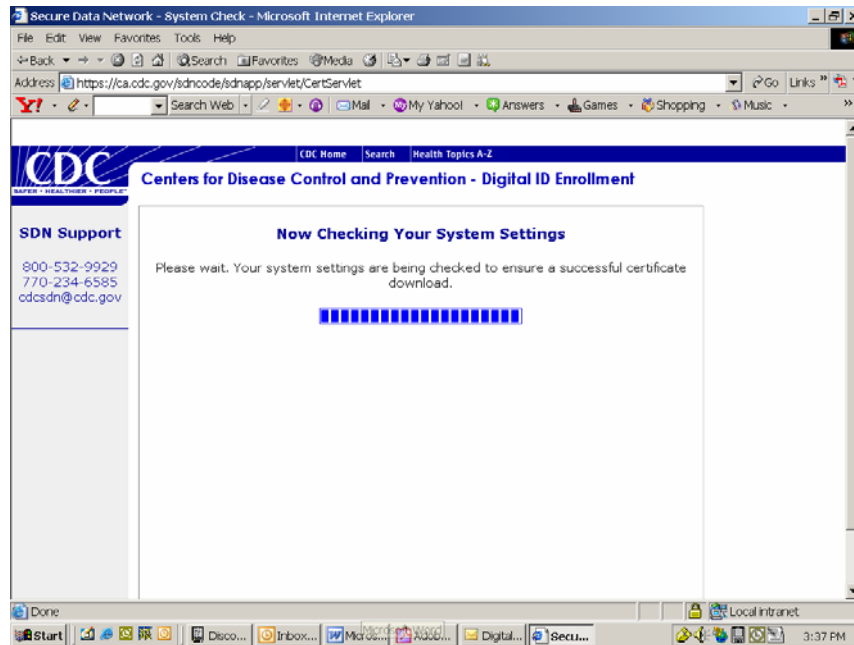 Secure Data Network - System Check - Microsoft Internet Explorer
File Edit View Favorites Tools Help
Back Search Favorites Media
Address https://ca.cdc.gov/sdncode/sdnapp/servlet/CertServlet Go Links »
Y! Search Web Mail My Yahoo! Answers Games Shopping Music »
CDC Home Search Health Topics A-Z
CDC
SAFER • HEALTHIER • PEOPLE™
Centers for Disease Control and Prevention - Digital ID Enrollment
SDN Support
800-532-9929
770-234-6585
cdcsdn@cdc.gov
Now Checking Your System Settings
Please wait. Your system settings are being checked to ensure a successful certificate
download.
Done Local intranet
Start Disco... Inbox... Digital... Secu... 3:37 PM